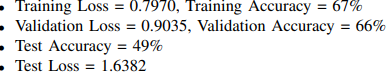 • Training Loss = 0.7970, Training Accuracy = 67%
• Validation Loss = 0.9035, Validation Accuracy = 66%
• Test Accuracy = 49%
• Test Loss = 1.6382